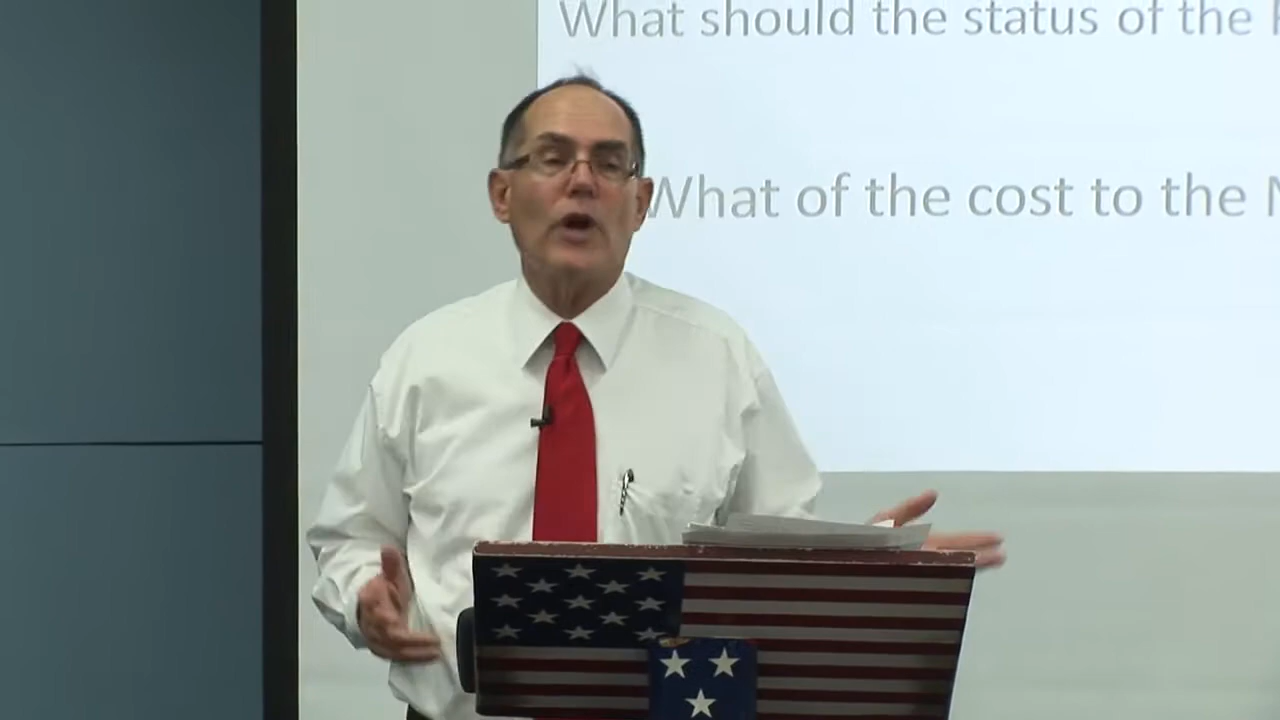 What should the status of the
What of the cost to the